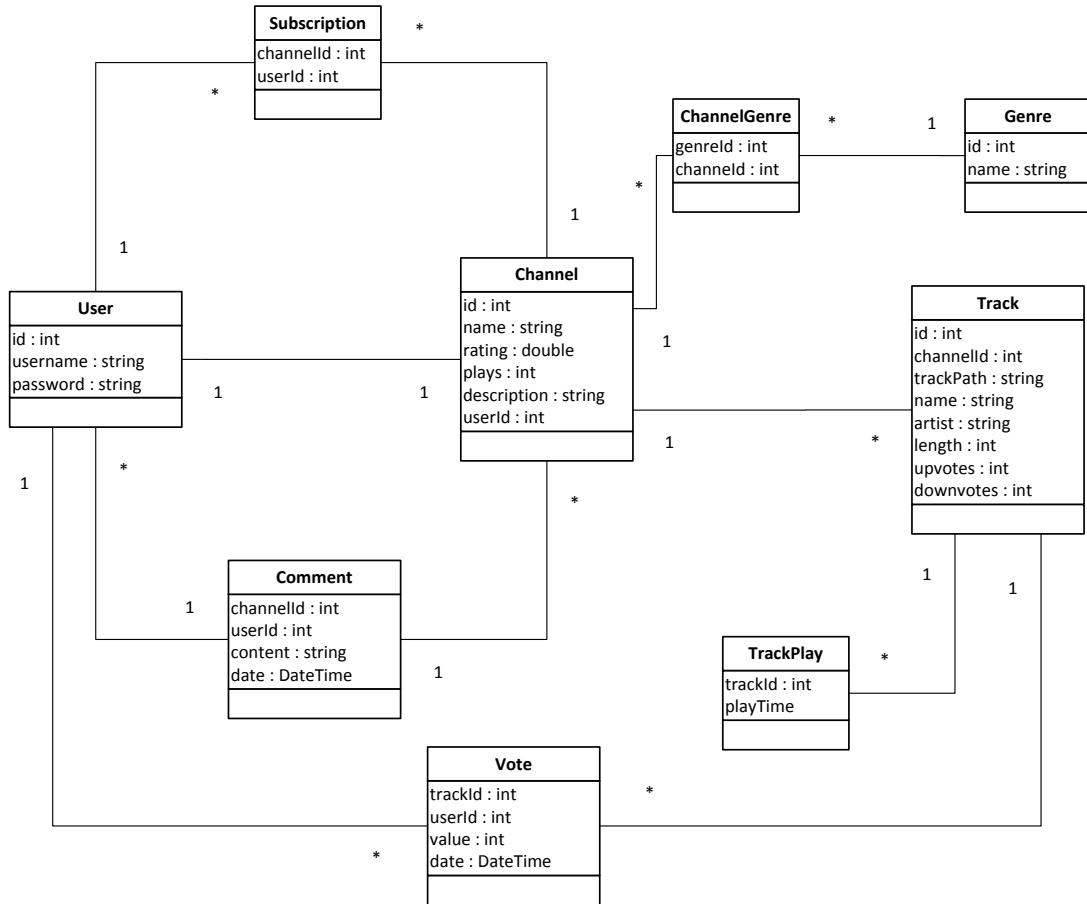 Subscription
channelId : int
userId : int
*
*
ChannelGenre
genreId : int
channelId : int
*
1
Genre
id : int
name : string
*
1
1
User
id : int
username : string
password : string
1
1
Channel
id : int
name : string
rating : double
plays : int
description : string
userId : int
1
1
*
Track
id : int
channelId : int
trackPath : string
name : string
artist : string
length : int
upvotes : int
downvotes : int
1
*
*
Comment
channelId : int
userId : int
content : string
date : DateTime
1
1
1
1
TrackPlay
trackId : int
playTime
*
Vote
trackId : int
userId : int
value : int
date : DateTime
*
*